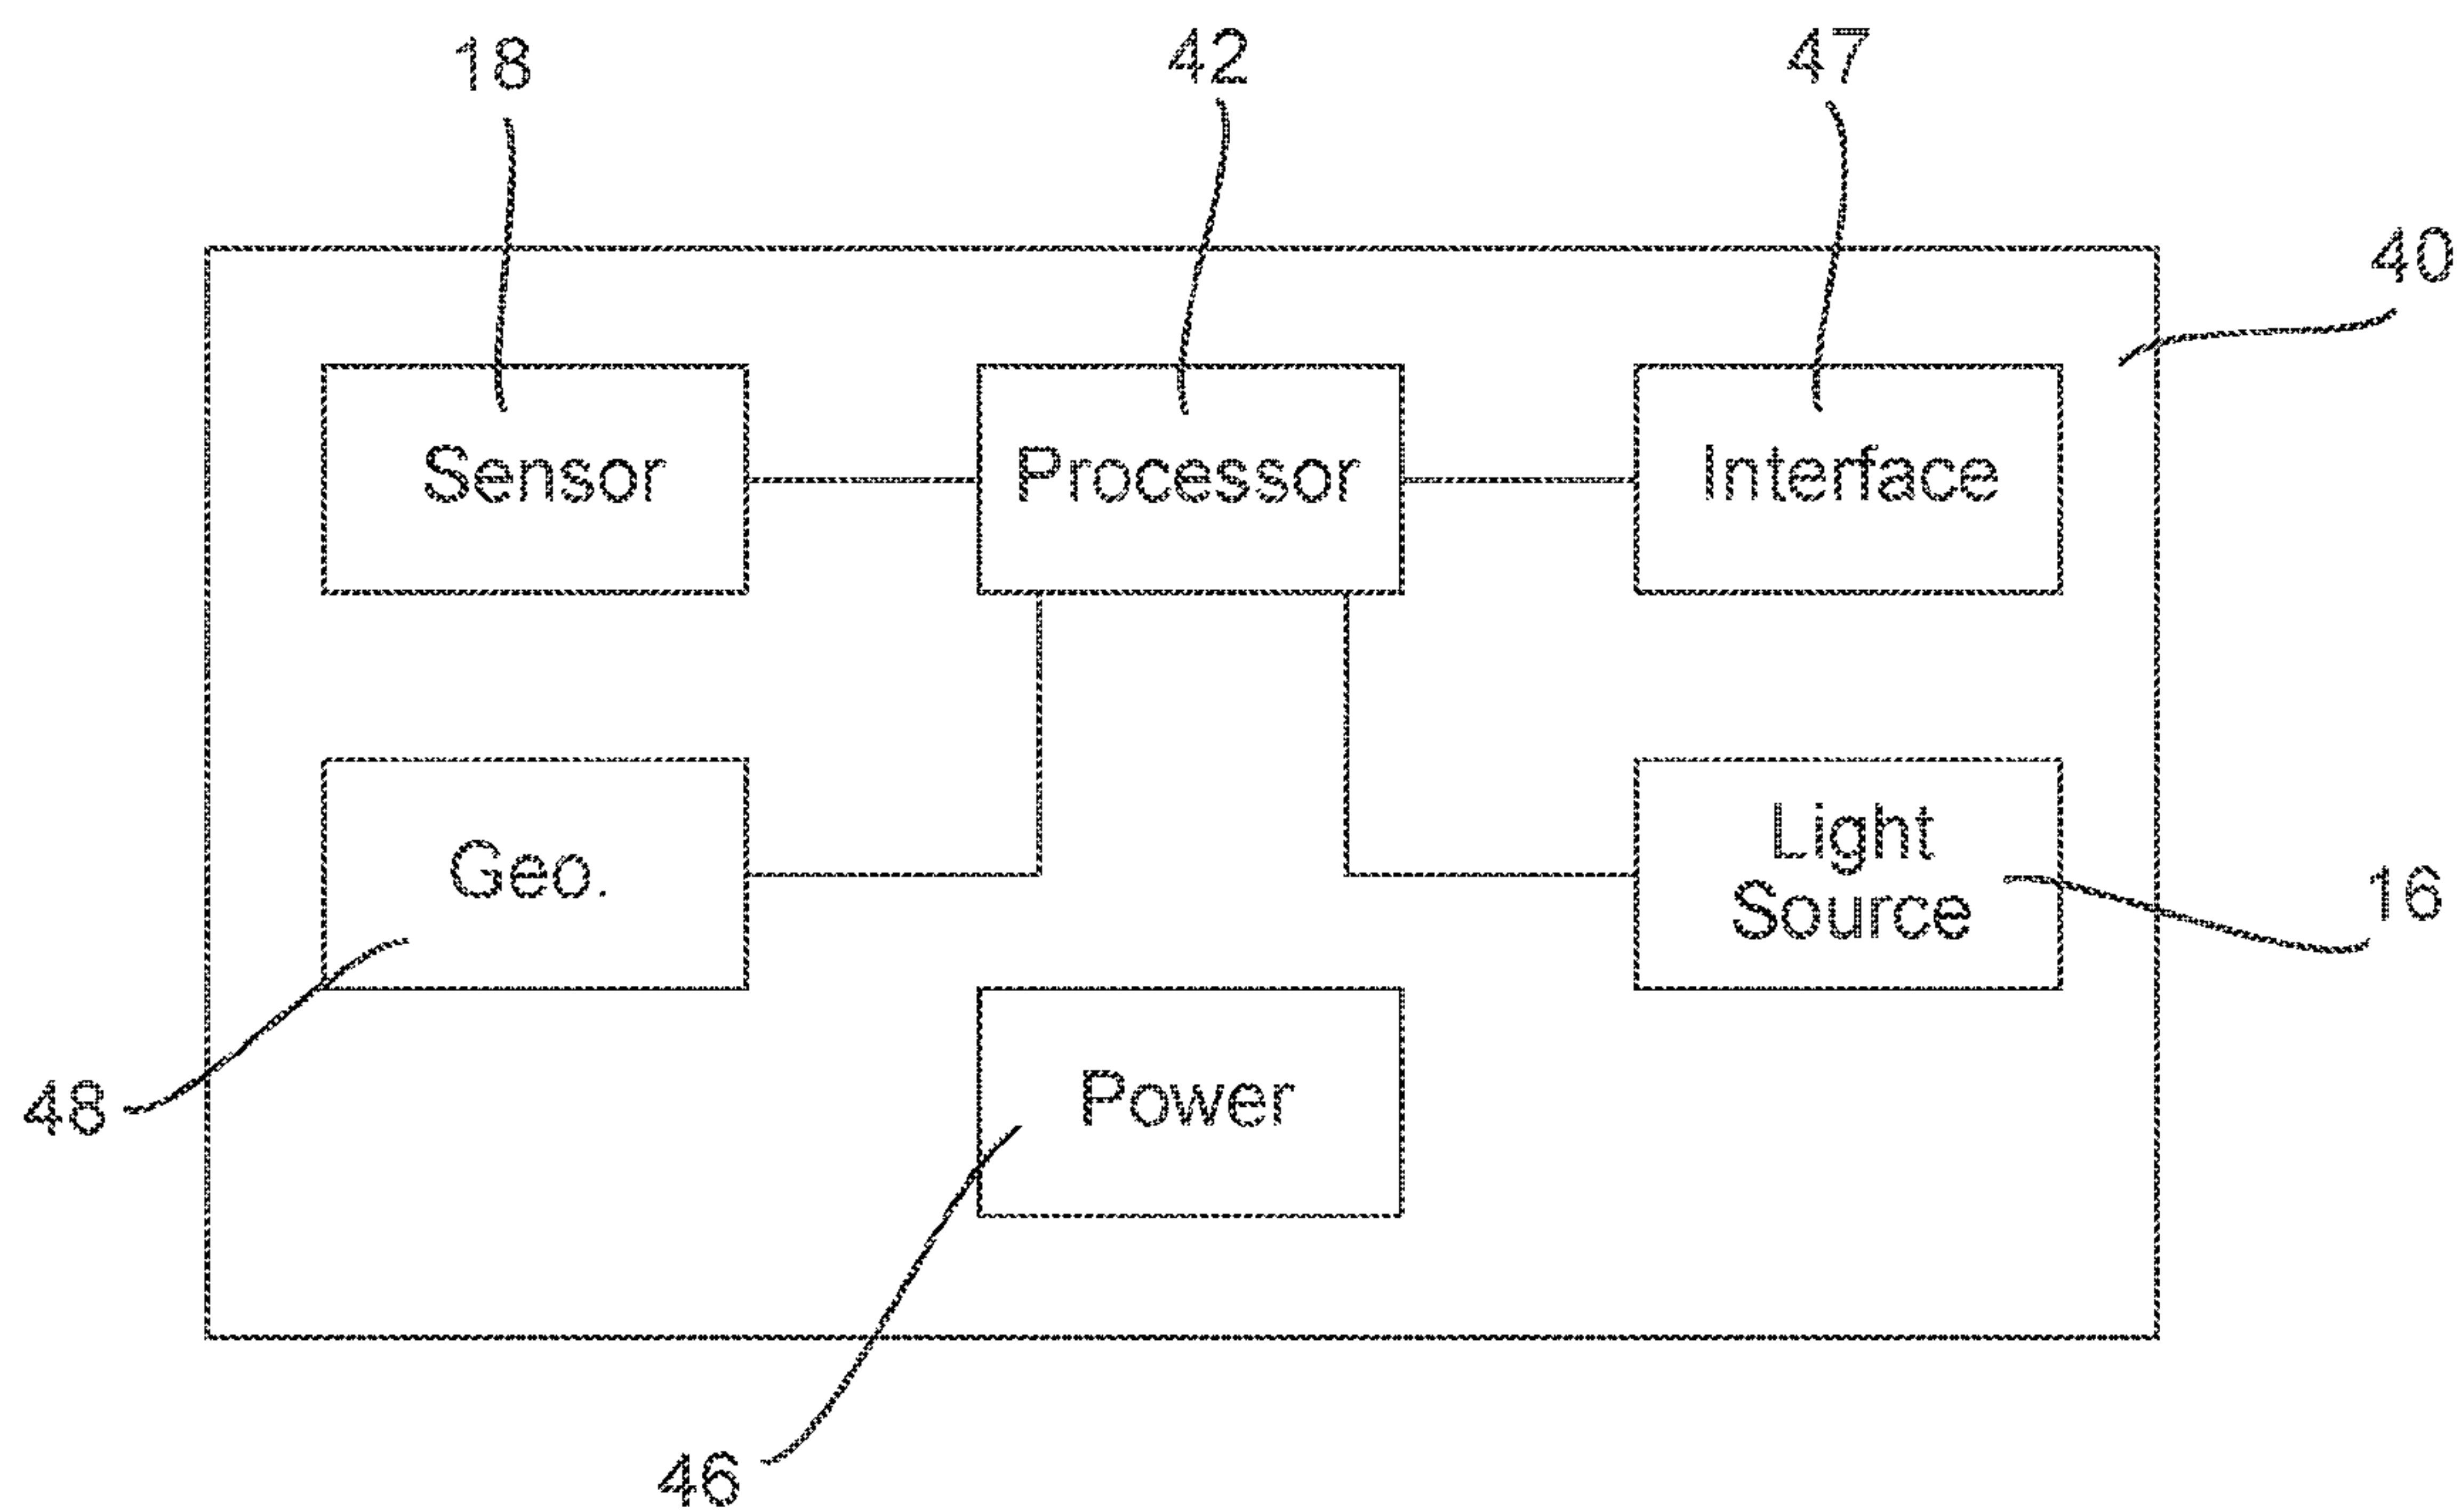 18
42
47
40
Sensor
Processor
Interface
Geo.
Light
Source
16
48
Power
46